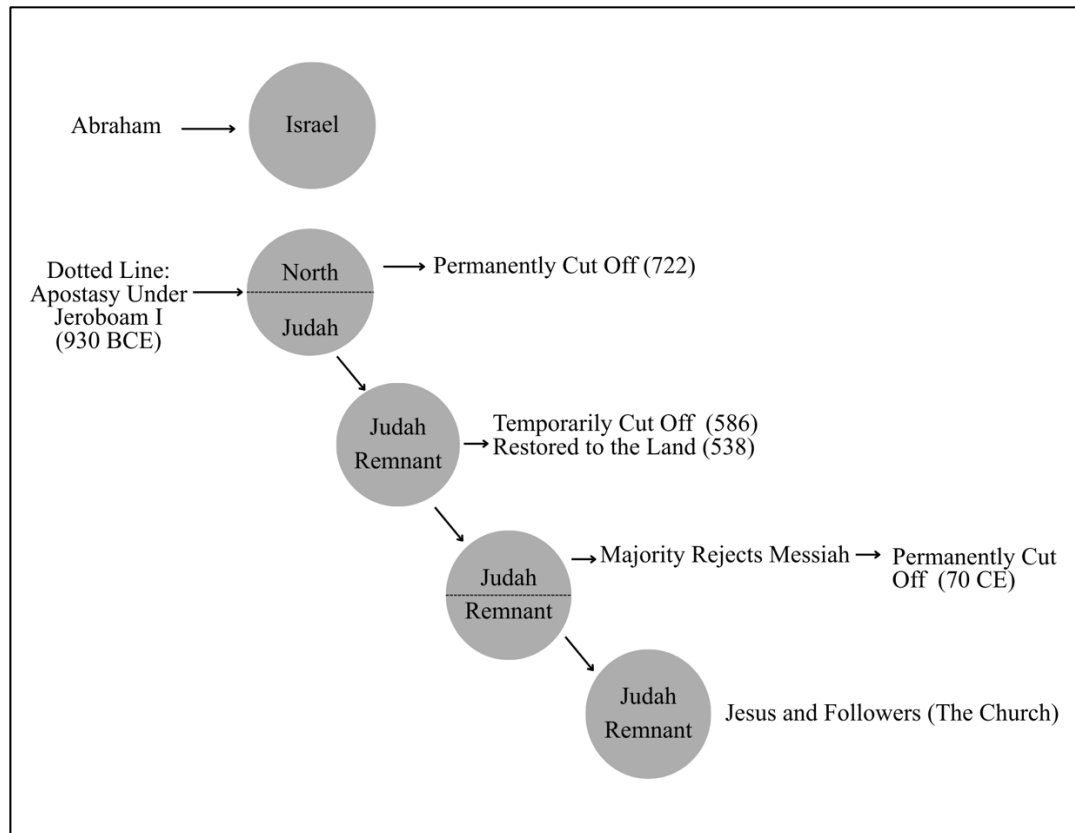 Abraham
Israel
Dotted Line:
Apostasy Under
Jeroboam I
(930 BCE)
North
Judah
Permanently Cut Off (722)
Judah
Remnant
Temporarily Cut Off (586)
Restored to the Land (538)
Judah
Remnant
Majority Rejects Messiah
Permanently Cut
Off (70 CE)
Judah
Remnant
Jesus and Followers (The Church)